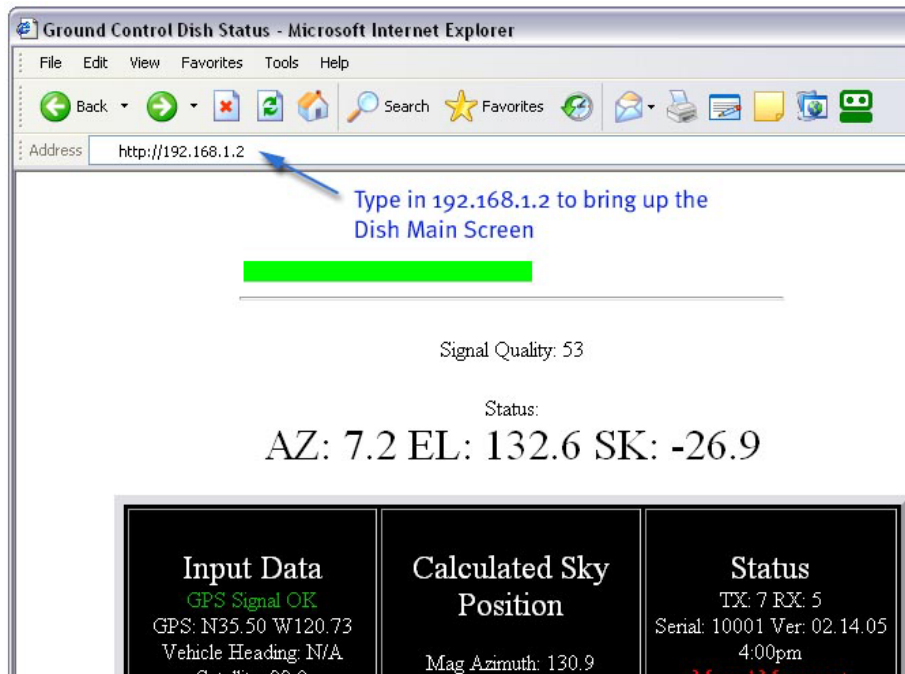 Ground Control Dish Status - Microsoft Internet Explorer
File Edit View Favorites Tools Help
Back Search Favorites
Address http://192.168.1.2
Type in 192.168.1.2 to bring up the
Dish Main Screen
Signal Quality: 53
Status:
AZ: 7.2 EL: 132.6 SK: -26.9
Input Data
GPS Signal OK
GPS: N35.50 W120.73
Vehicle Heading: N/A
Calculated Sky
Position
Mag Azimuth: 130.9
Status
TX: 7 RX: 5
Serial: 10001 Ver: 02.14.05
4:00pm